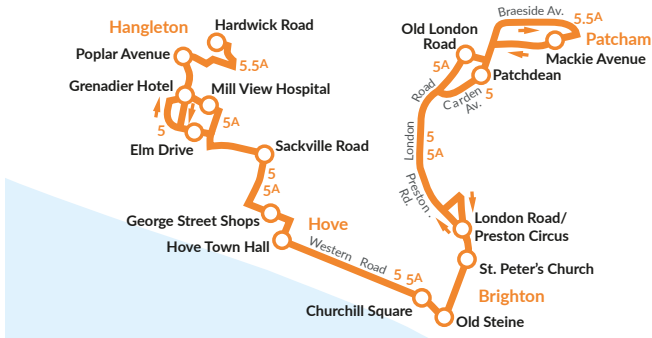 Braeside Av.
5.5A
Hangleton
Hardwick Road
Old London
Road
Patcham
Poplar Avenue
Mackie Avenue
5.5A
5A
Patchdean
Grenadier Hotel
Mill View Hospital
Road
Carden
Av.
5
5
5A
Elm Drive
Sackville Road
London
5
5A
5
5A
Preston
Rd.
George Street Shops
Hove
London Road/
Preston Circus
Hove Town Hall
Western Road
5 5A
St. Peter's Church
Brighton
Churchill Square
Old Steine